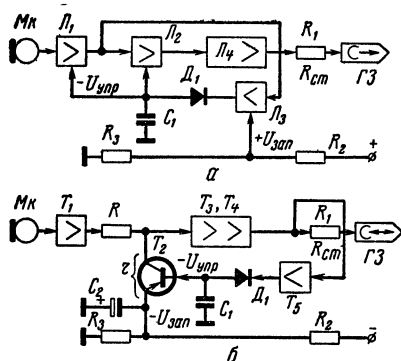 Мк Л₁ Л₂ Л₄ R₁ Rст ГЗ
-Uупр Д₁ Л₃
C₁ +Uзап
R₃ R₂ +
а
Мк T₁ R T₂ T₃, T₄ R₁ Rст ГЗ
τ -Uупр
C₂ + C₁ Д₁ T₅
R₃ -Uзап R₂ -
б